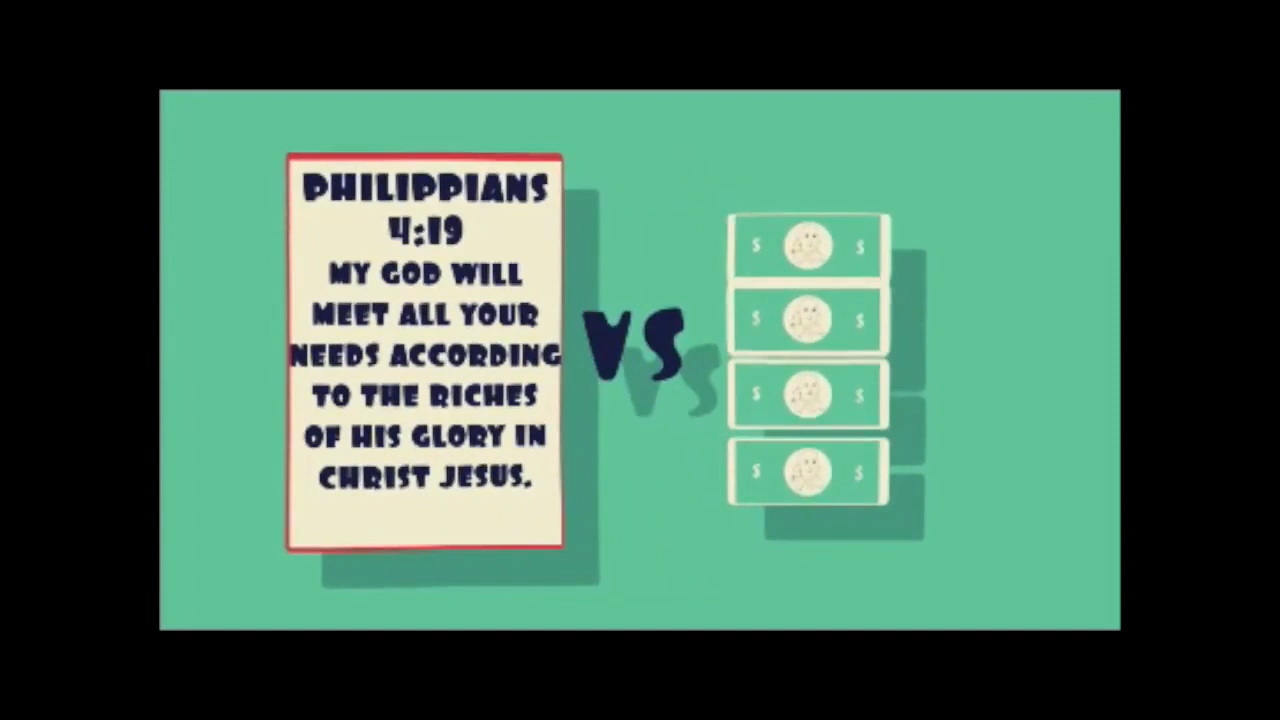 PHILIPPIANS
4:19
MY GOD WILL
MEET ALL YOUR
NEEDS ACCORDING
TO THE RICHES
OF HIS GLORY IN
CHRIST JESUS.
VS
$ $
$ $
$ $
$ $